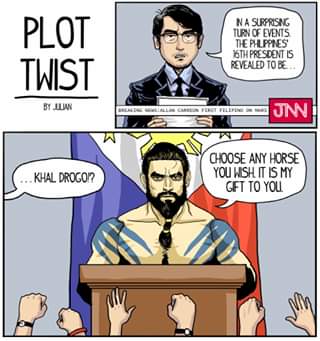 PLOT
TWIST
BY JULIAN
IN A SURPRISING
TURN OF EVENTS.
THE PHILIPPINES'
16TH PRESIDENT IS
REVEALED TO BE...
BREAKING NEWS:ALLAN CARREON FIRST FILIPINO ON MARS
JNN
...KHAL DROGO!?
CHOOSE ANY HORSE
YOU WISH. IT IS MY
GIFT TO YOU.